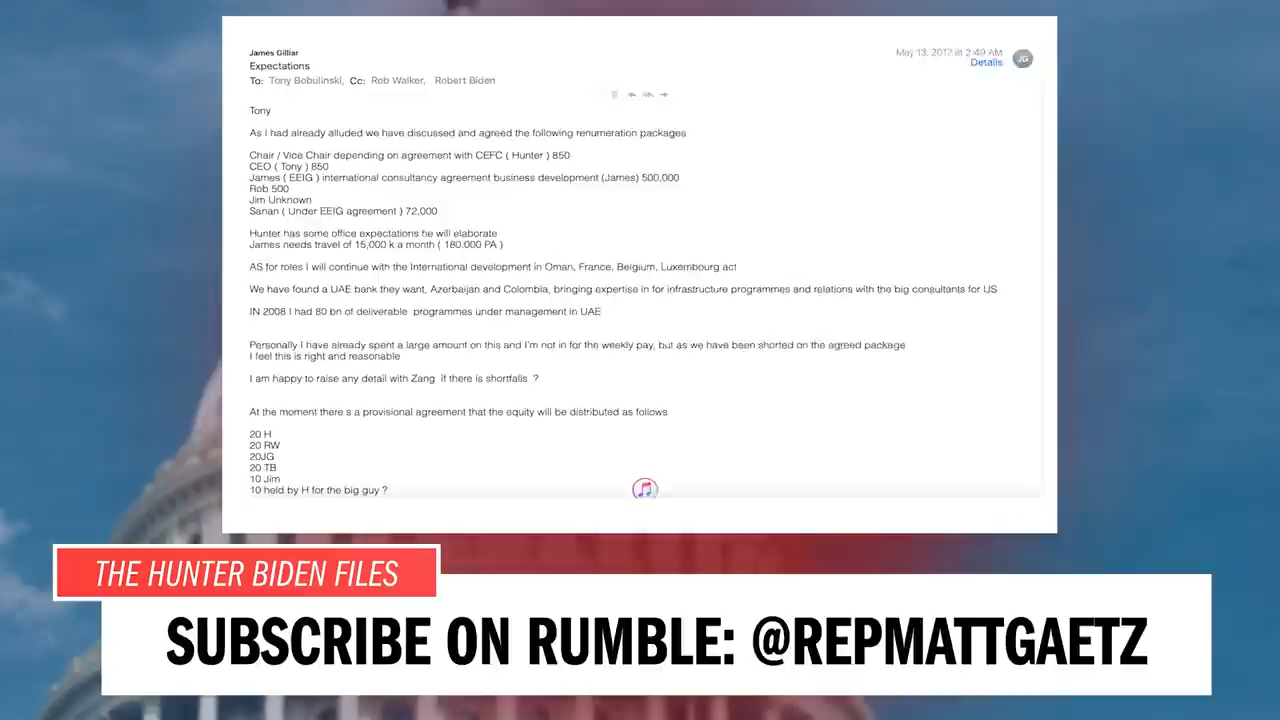 James Gilliar
May 13, 2017 at 2:49 AM
JG
Expectations
Details
To: Tony Bobulinski, Cc: Rob Walker, Robert Biden
Tony
As I had already alluded we have discussed and agreed the following renumeration packages
Chair / Vice Chair depending on agreement with CEFC ( Hunter ) 850
CEO ( Tony ) 850
James ( EEIG ) international consultancy agreement business development (James) 500,000
Rob 500
Jim Unknown
Sanan ( Under EEIG agreement ) 72,000
Hunter has some office expectations he will elaborate
James needs travel of 15,000 k a month ( 180.000 PA )
AS for roles I will continue with the International development in Oman, France, Belgium, Luxembourg act
We have found a UAE bank they want, Azerbaijan and Colombia, bringing expertise in for infrastructure programmes and relations with the big consultants for US
IN 2008 I had 80 bn of deliverable programmes under management in UAE
Personally I have already spent a large amount on this and I'm not in for the weekly pay, but as we have been shorted on the agreed package
I feel this is right and reasonable
I am happy to raise any detail with Zang If there is shortfalls ?
At the moment there s a provisional agreement that the equity will be distributed as follows
20 H
20 RW
20JG
20 TB
10 Jim
10 held by H for the big guy ?
THE HUNTER BIDEN FILES
SUBSCRIBE ON RUMBLE: @REPMATTGAETZ